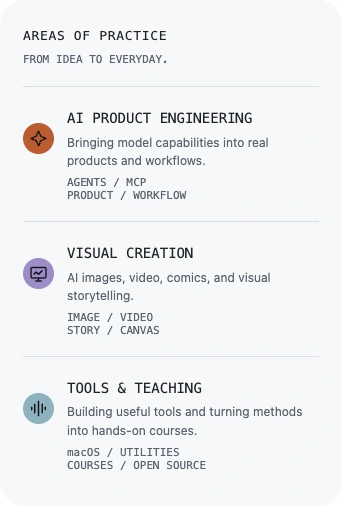 AREAS OF PRACTICE
FROM IDEA TO EVERYDAY.
AI PRODUCT ENGINEERING
Bringing model capabilities into real
products and workflows.
AGENTS / MCP
PRODUCT / WORKFLOW
VISUAL CREATION
AI images, video, comics, and visual
storytelling.
IMAGE / VIDEO
STORY / CANVAS
TOOLS & TEACHING
Building useful tools and turning methods
into hands-on courses.
macOS / UTILITIES
COURSES / OPEN SOURCE